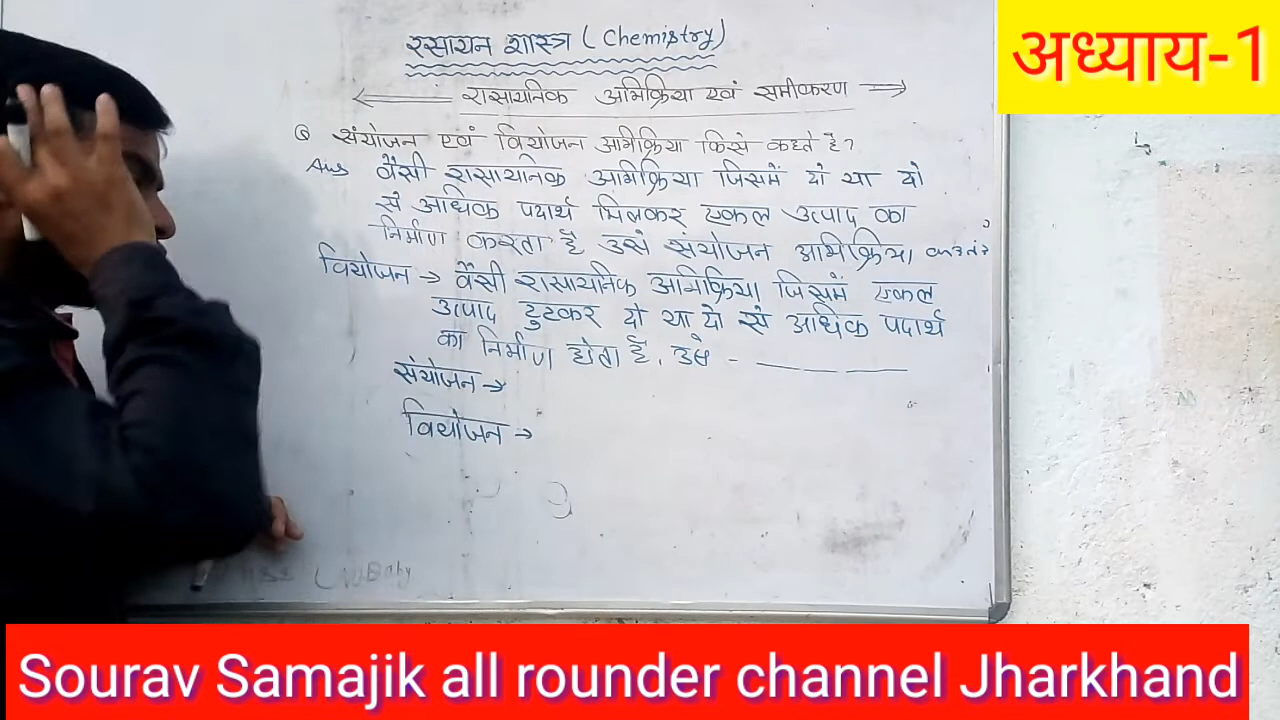 रसायन शास्त्र ( Chemistry)
अध्याय-1
रासायनिक अभिक्रिया एवं समीकरण
Q संयोजन एवं वियोजन अभिक्रिया किसे कहते है?
Ans वैसी रासायनिक अभिक्रिया जिसमें दो या दो
से अधिक पदार्थ मिलकर एकल उत्पाद का
निर्माण करता है उसे संयोजन अभिक्रिया कहते है
वियोजन → वैसी रासायनिक अभिक्रिया जिसमें एकल
उत्पाद टुटकर दो या दो से अधिक पदार्थ
का निर्माण होता है, उसे - ————
संयोजन →
वियोजन →
Sourav Samajik all rounder channel Jharkhand